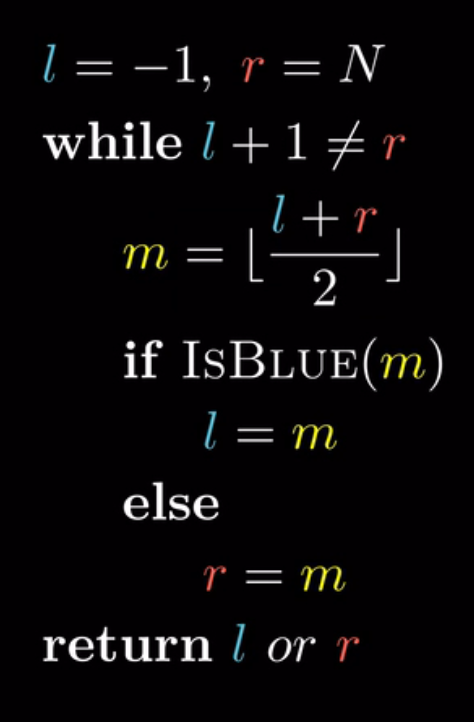 l = −1, r = N
while l + 1 ≠ r
m = ⌊(l + r)/2⌋
if IsBlue(m)
l = m
else
r = m
return l or r